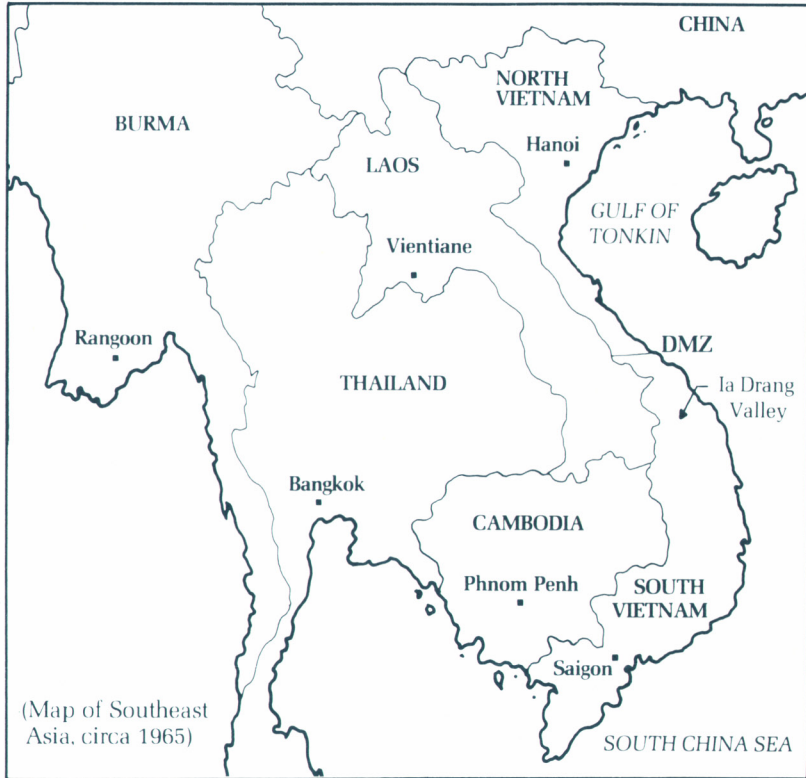 CHINA
NORTH
VIETNAM
BURMA
Hanoi
LAOS
GULF OF
TONKIN
Vientiane
Rangoon
DMZ
THAILAND
Ia Drang
Valley
Bangkok
CAMBODIA
Phnom Penh
SOUTH
VIETNAM
Saigon
(Map of Southeast
Asia, circa 1965)
SOUTH CHINA SEA